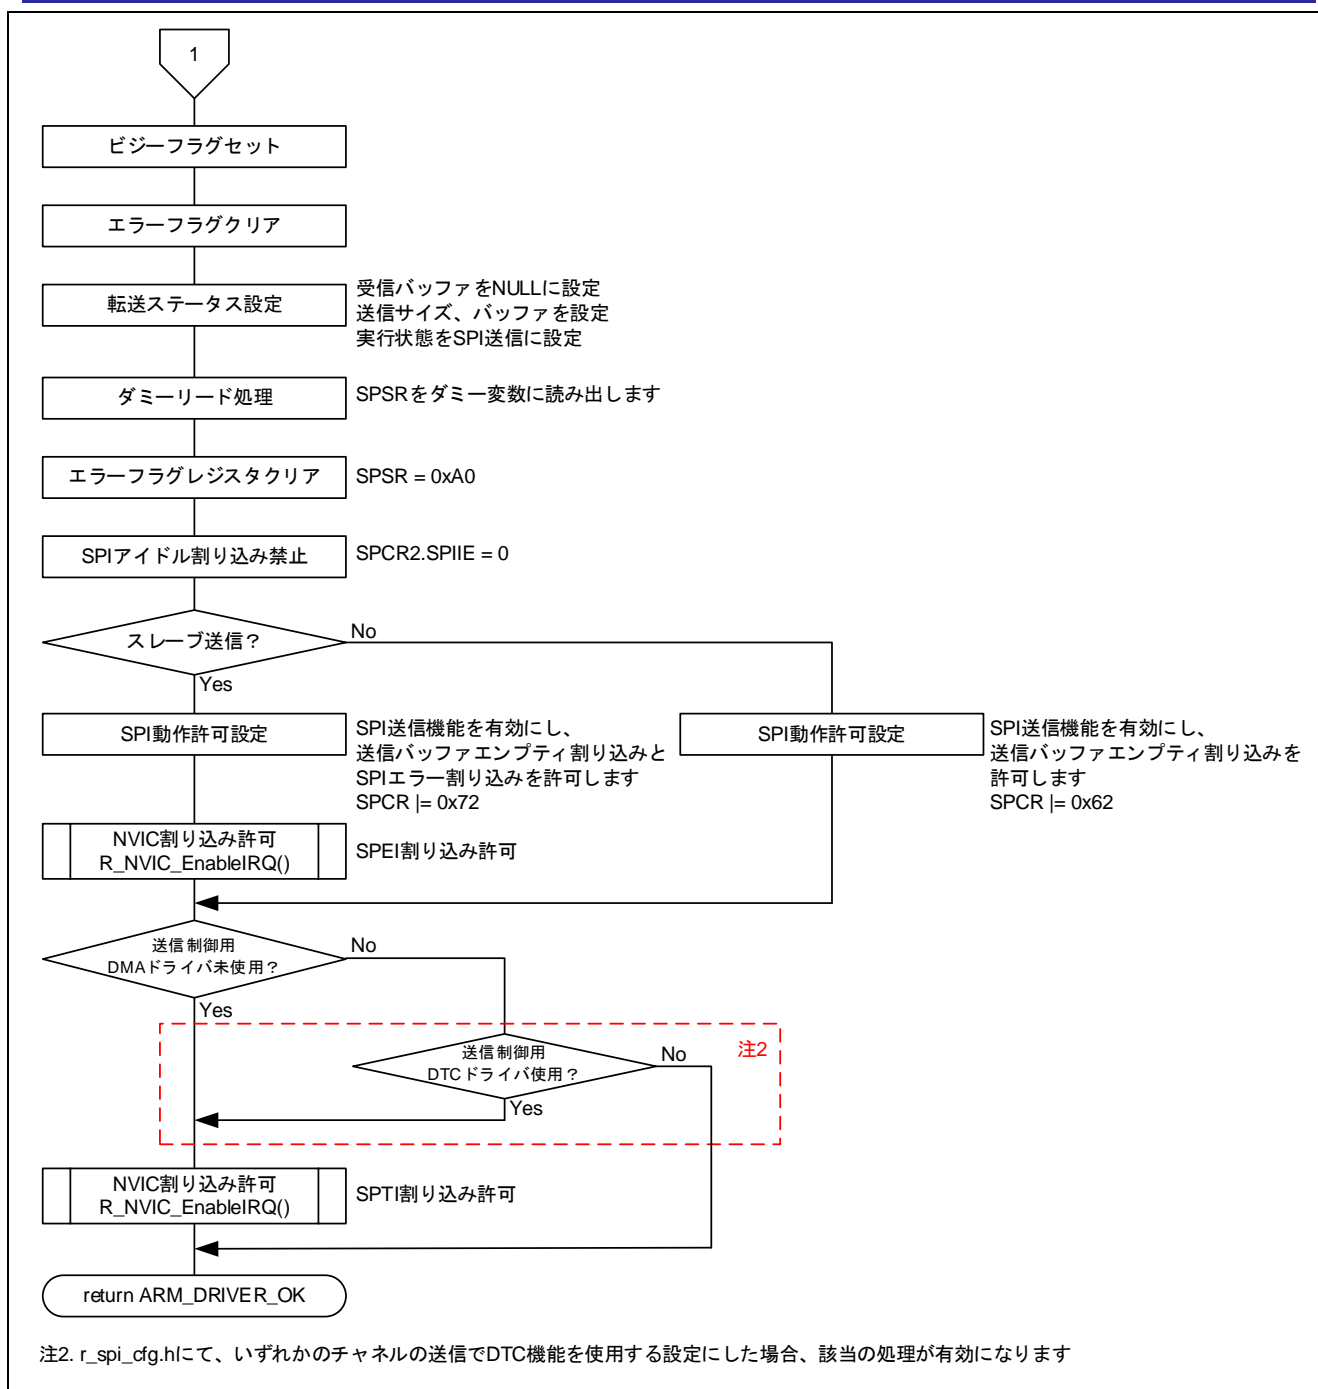 1
ビジーフラグセット
エラーフラグクリア
転送ステータス設定
受信バッファをNULLに設定
送信サイズ、バッファを設定
実行状態をSPI送信に設定
ダミーリード処理
SPSRをダミー変数に読み出します
エラーフラグレジスタクリア
SPSR = 0xA0
SPIアイドル割り込み禁止
SPCR2.SPIIE = 0
スレーブ送信？
No
Yes
SPI動作許可設定
SPI送信機能を有効にし、
送信バッファエンプティ割り込みと
SPIエラー割り込みを許可します
SPCR |= 0x72
SPI動作許可設定
SPI送信機能を有効にし、
送信バッファエンプティ割り込みを
許可します
SPCR |= 0x62
NVIC割り込み許可
R_NVIC_EnableIRQ()
SPEI割り込み許可
送信制御用
DMAドライバ未使用？
No
Yes
送信制御用
DTCドライバ使用？
No
Yes
注2
NVIC割り込み許可
R_NVIC_EnableIRQ()
SPTI割り込み許可
return ARM_DRIVER_OK
注2. r_spi_cfg.hにて、いずれかのチャネルの送信でDTC機能を使用する設定にした場合、該当の処理が有効になります